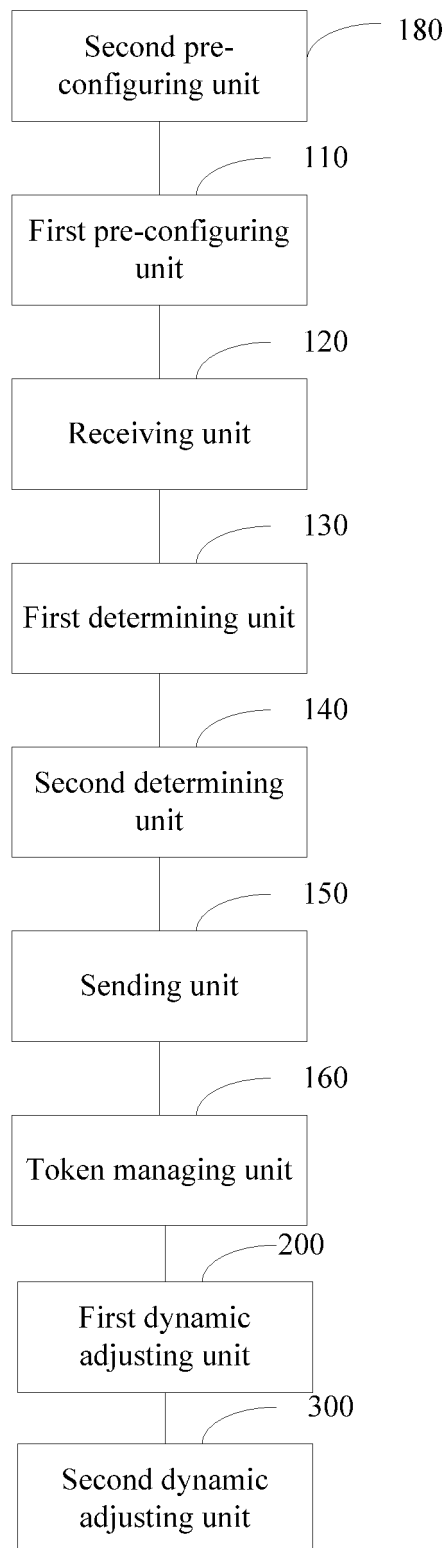 180
Second pre-
configuring unit
110
First pre-configuring
unit
120
Receiving unit
130
First determining unit
140
Second determining
unit
150
Sending unit
160
Token managing unit
200
First dynamic
adjusting unit
300
Second dynamic
adjusting unit